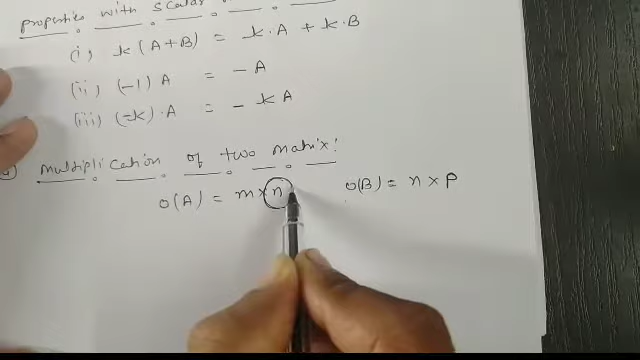 properties with scalar
(i), k(A+B) = k.A + k.B
(ii), (-1) A = - A
(iii), (-k).A = - kA
multiplication of two matrix:
O(A) = m×n O(B) = n×p